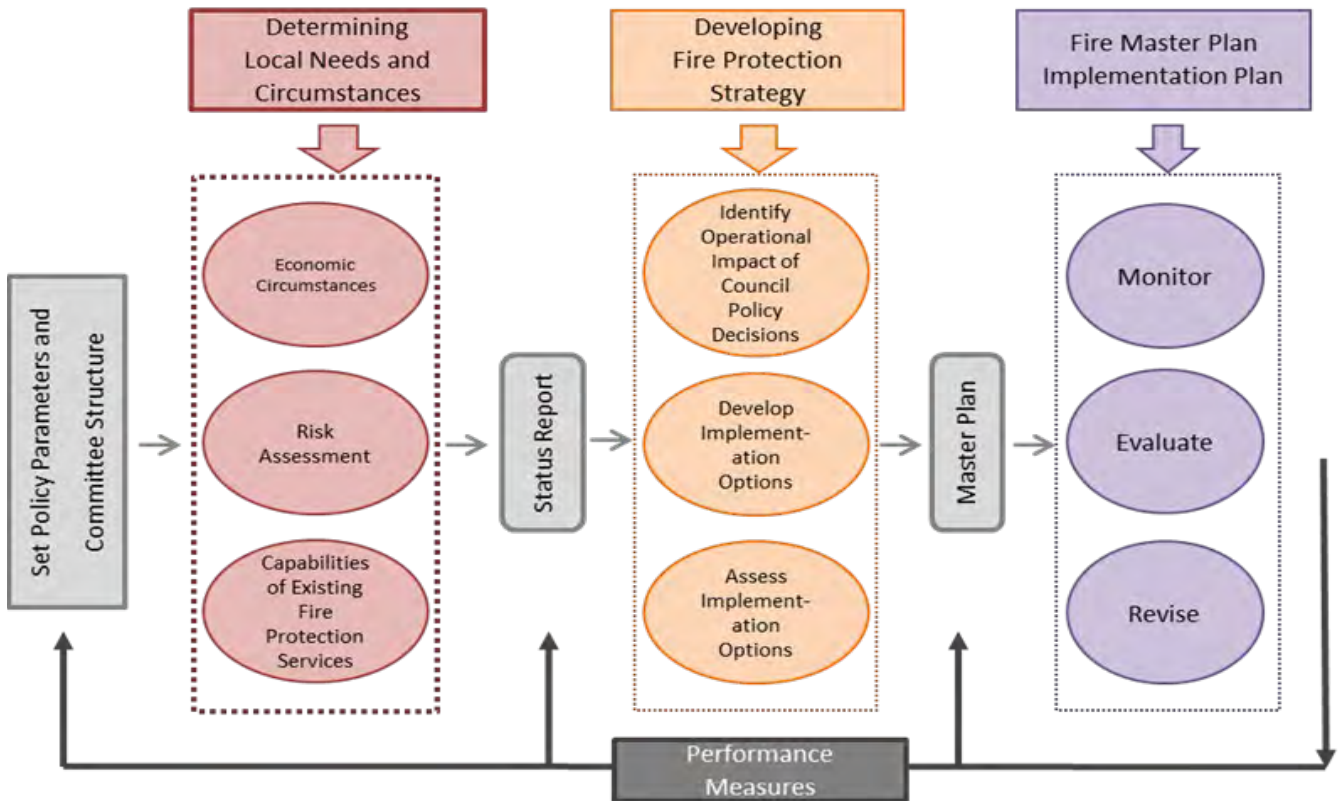 Determining
Local Needs and
Circumstances
Developing
Fire Protection
Strategy
Fire Master Plan
Implementation Plan
Set Policy Parameters and
Committee Structure
Economic
Circumstances
Risk
Assessment
Capabilities
of Existing
Fire
Protection
Services
Status Report
Identify
Operational
Impact of
Council
Policy
Decisions
Develop
Implement-
ation
Options
Assess
Implement-
ation
Options
Master Plan
Monitor
Evaluate
Revise
Performance
Measures